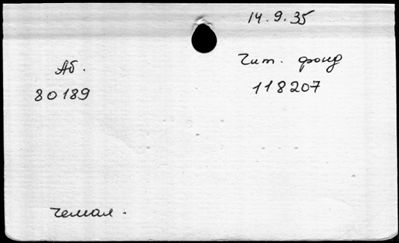 14.9.35
Аб.
80189
Чит. фонд
118207
чемал.